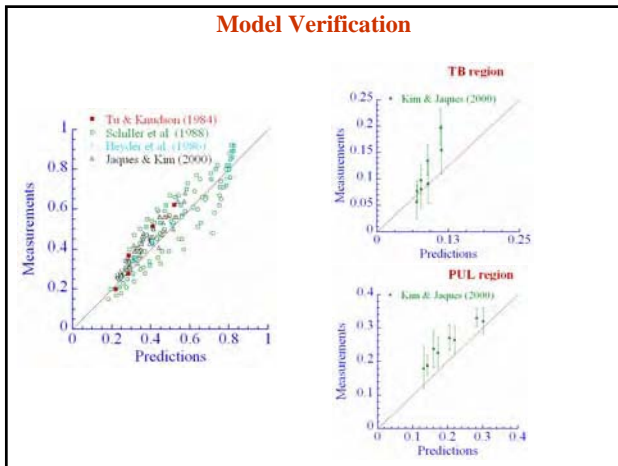 Model Verification
Tu & Knudson (1984)
Schiller et al. (1988)
Heyder et al. (1986)
Jaques & Kim (2000)
1
0.8
0.6
0.4
0.2
0
0 0.2 0.4 0.6 0.8 1
Measurements
Predictions
TB region
Kim & Jaques (2000)
0.25
0.2
0.15
0.1
0.05
0
0 0.13 0.25
Measurements
Predictions
PUL region
Kim & Jaques (2000)
0.4
0.3
0.2
0.1
0
0 0.1 0.2 0.3 0.4
Measurements
Predictions